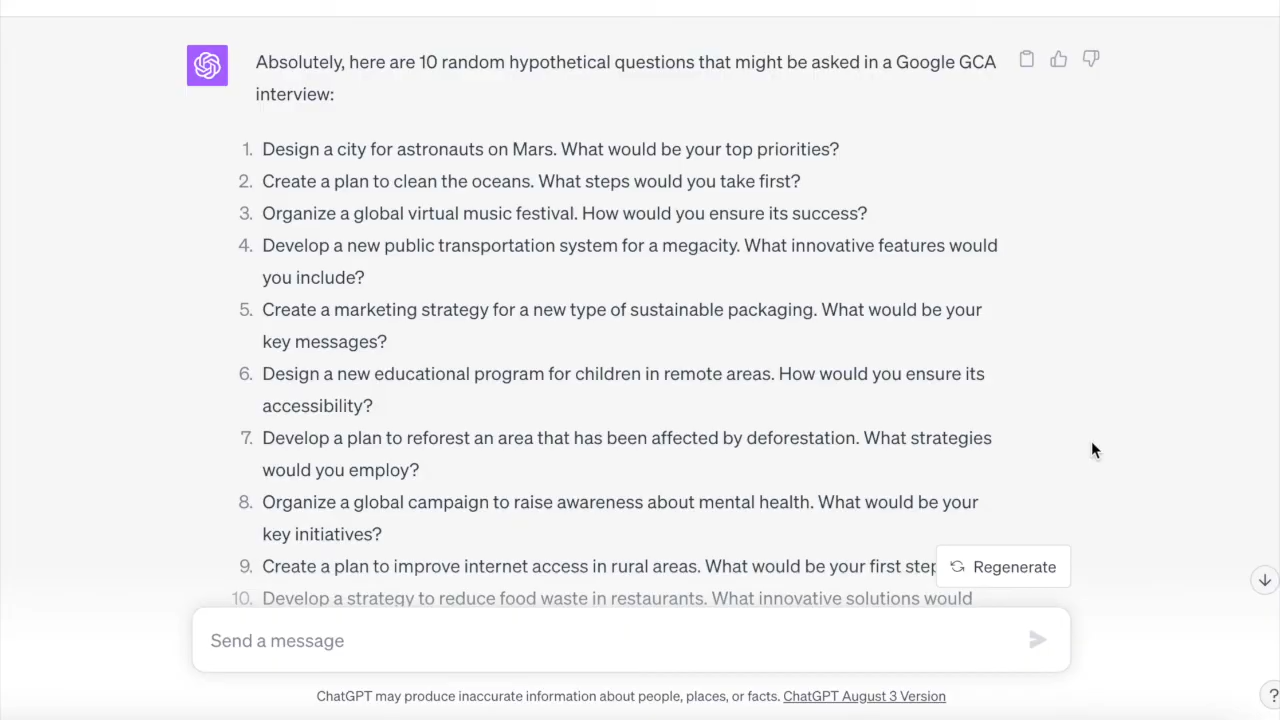 Absolutely, here are 10 random hypothetical questions that might be asked in a Google GCA
interview:
1. Design a city for astronauts on Mars. What would be your top priorities?
2. Create a plan to clean the oceans. What steps would you take first?
3. Organize a global virtual music festival. How would you ensure its success?
4. Develop a new public transportation system for a megacity. What innovative features would
you include?
5. Create a marketing strategy for a new type of sustainable packaging. What would be your
key messages?
6. Design a new educational program for children in remote areas. How would you ensure its
accessibility?
7. Develop a plan to reforest an area that has been affected by deforestation. What strategies
would you employ?
8. Organize a global campaign to raise awareness about mental health. What would be your
key initiatives?
9. Create a plan to improve internet access in rural areas. What would be your first step
Regenerate
10. Develop a strategy to reduce food waste in restaurants. What innovative solutions would
Send a message
ChatGPT may produce inaccurate information about people, places, or facts. ChatGPT August 3 Version
?